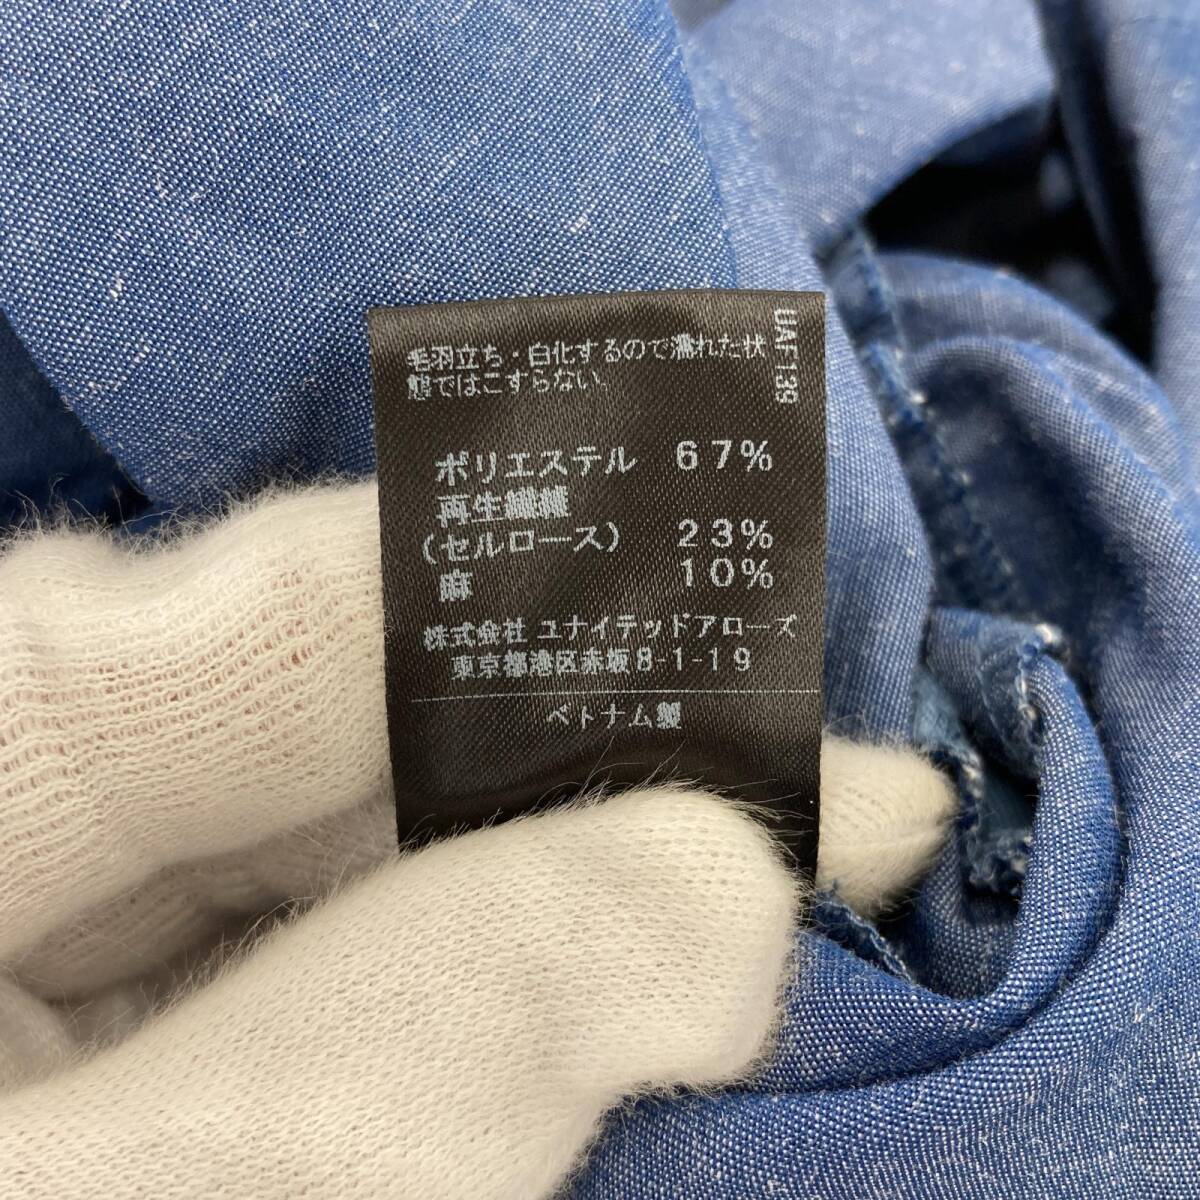 毛羽立ち・白化するので濡れた状
態ではこすらない。
UAF139
ポリエステル 67%
再生繊維
(セルロース) 23%
麻 10%
株式会社 ユナイテッドアローズ
東京都港区赤坂8-1-19
ベトナム製